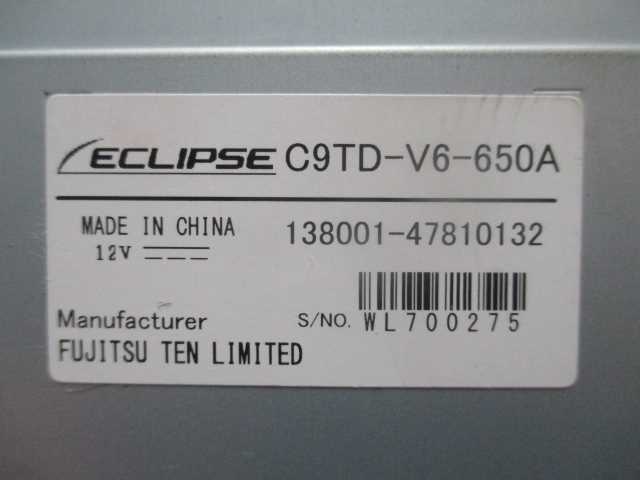 ECLIPSE C9TD-V6-650A
MADE IN CHINA
12V
138001-47810132
Manufacturer
S/NO. WL700275
FUJITSU TEN LIMITED